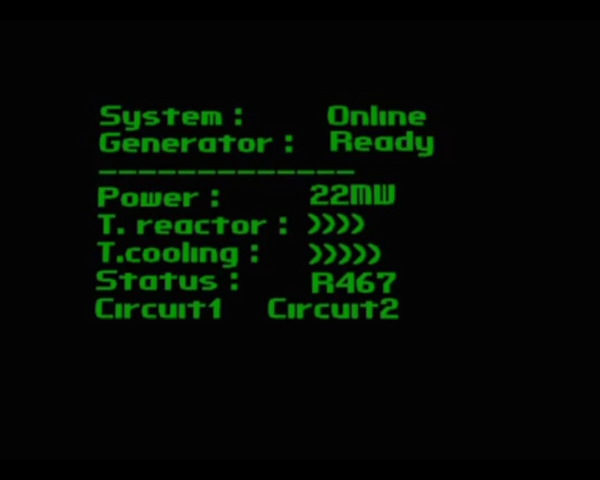 System : Online
Generator : Ready
-------------
Power : 22MW
T. reactor : ))))
T.cooling : )))))
Status : R467
Circuit1 Circuit2